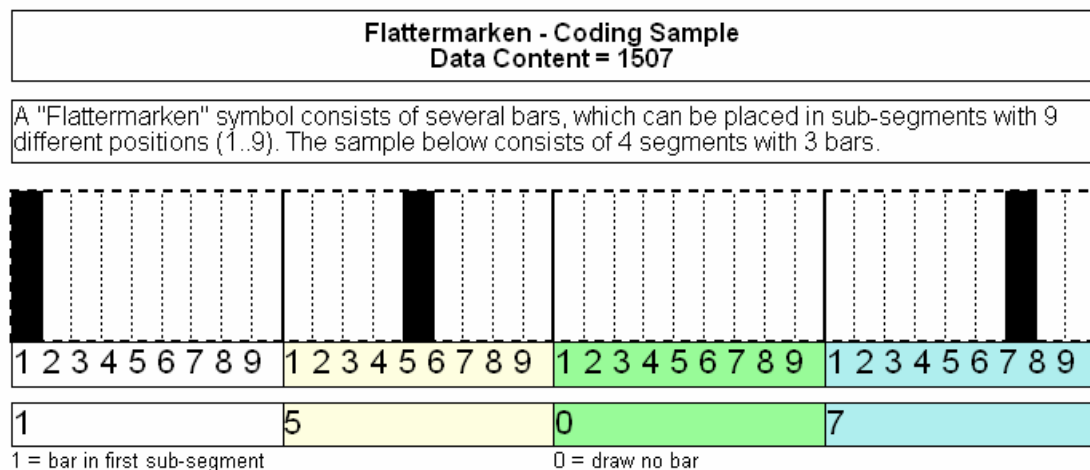 Flattermarken - Coding Sample
Data Content = 1507
A "Flattermarken" symbol consists of several bars, which can be placed in sub-segments with 9
different positions (1..9). The sample below consists of 4 segments with 3 bars.
1 2 3 4 5 6 7 8 9 1 2 3 4 5 6 7 8 9 1 2 3 4 5 6 7 8 9 1 2 3 4 5 6 7 8 9
1 5 0 7
1 = bar in first sub-segment 0 = draw no bar